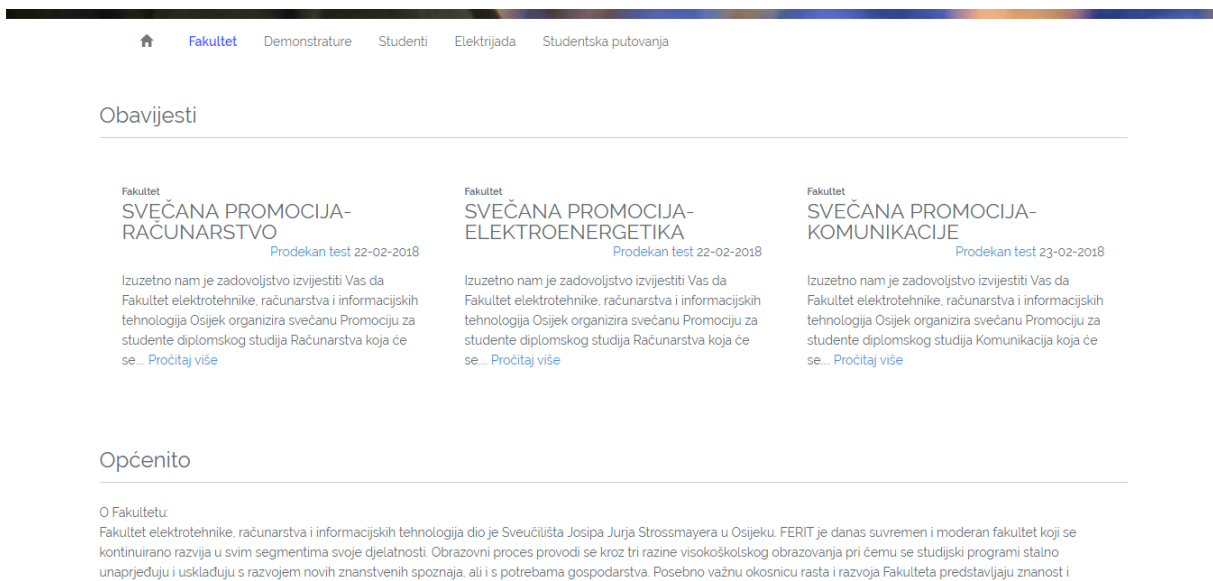 Fakultet Demonstrature Studenti Elektrijada Studentska putovanja
Obavijesti
Fakultet
SVEČANA PROMOCIJA-
RAČUNARSTVO
Prodekan test 22-02-2018
Izuzetno nam je zadovoljstvo izvijestiti Vas da
Fakultet elektrotehnike, računarstva i informacijskih
tehnologija Osijek organizira svečanu Promociju za
studente diplomskog studija Računarstva koja će
se.... Pročitaj više
Fakultet
SVEČANA PROMOCIJA-
ELEKTROENERGETIKA
Prodekan test 22-02-2018
Izuzetno nam je zadovoljstvo izvijestiti Vas da
Fakultet elektrotehnike, računarstva i informacijskih
tehnologija Osijek organizira svečanu Promociju za
studente diplomskog studija Računarstva koja će
se.... Pročitaj više
Fakultet
SVEČANA PROMOCIJA-
KOMUNIKACIJE
Prodekan test 23-02-2018
Izuzetno nam je zadovoljstvo izvijestiti Vas da
Fakultet elektrotehnike, računarstva i informacijskih
tehnologija Osijek organizira svečanu Promociju za
studente diplomskog studija Komunikacija koja će
se.... Pročitaj više
Općenito
O Fakultetu:
Fakultet elektrotehnike, računarstva i informacijskih tehnologija dio je Sveučilišta Josipa Jurja Strossmayera u Osijeku. FERIT je danas suvremen i moderan fakultet koji se
kontinuirano razvija u svim segmentima svoje djelatnosti. Obrazovni proces provodi se kroz tri razine visokoškolskog obrazovanja pri čemu se studijski programi stalno
unaprjeđuju i usklađuju s razvojem novih znanstvenih spoznaja, ali i s potrebama gospodarstva. Posebno važnu okosnicu rasta i razvoja Fakulteta predstavljaju znanost i